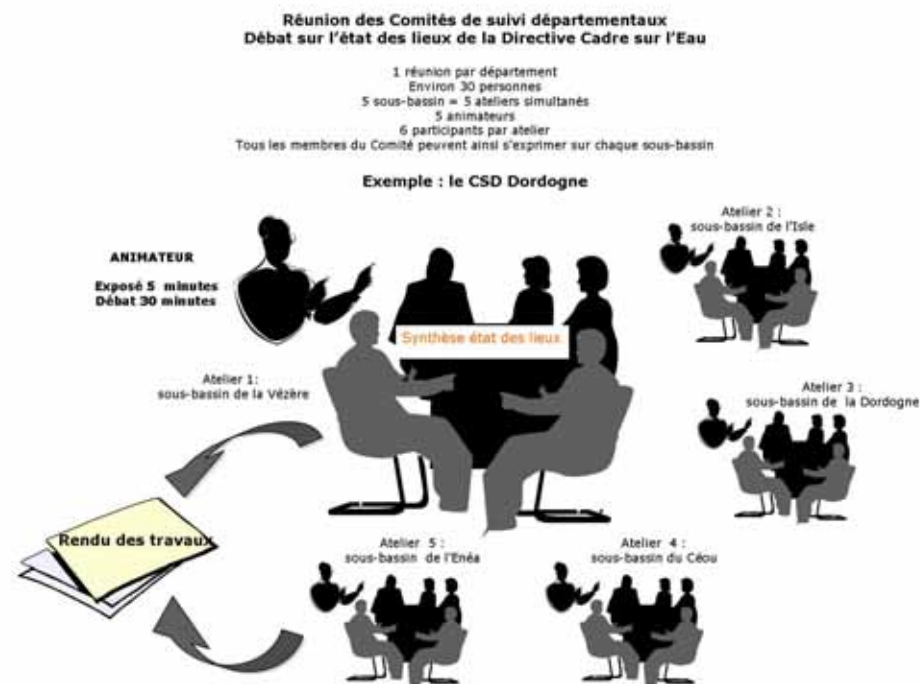 Réunion des Comités de suivi départementaux
Débat sur l'état des lieux de la Directive Cadre sur l'Eau
1 réunion par département
Environ 30 personnes
5 sous-bassin = 5 ateliers simultanés
5 animateurs
6 participants par atelier
Tous les membres du Comité peuvent ainsi s'exprimer sur chaque sous-bassin
Exemple : le CSD Dordogne
ANIMATEUR
Exposé 5 minutes
Débat 30 minutes
Synthèse état des lieux
Atelier 1:
sous-bassin de la Vézère
Atelier 2 :
sous-bassin de l'Isle
Atelier 3 :
sous-bassin de la Dordogne
Atelier 4 :
sous-bassin du Céou
Atelier 5 :
sous-bassin de l'Enéa
Rendu des travaux